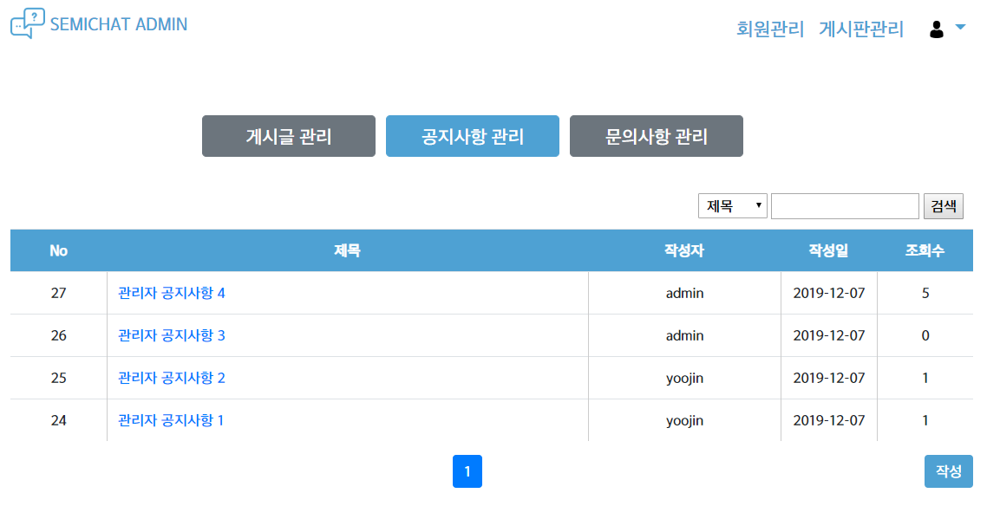 SEMICHAT ADMIN
회원관리 게시판관리
게시글 관리 공지사항 관리 문의사항 관리
제목 검색
No 제목 작성자 작성일 조회수
27 관리자 공지사항 4 admin 2019-12-07 5
26 관리자 공지사항 3 admin 2019-12-07 0
25 관리자 공지사항 2 yoojin 2019-12-07 1
24 관리자 공지사항 1 yoojin 2019-12-07 1
1 작성